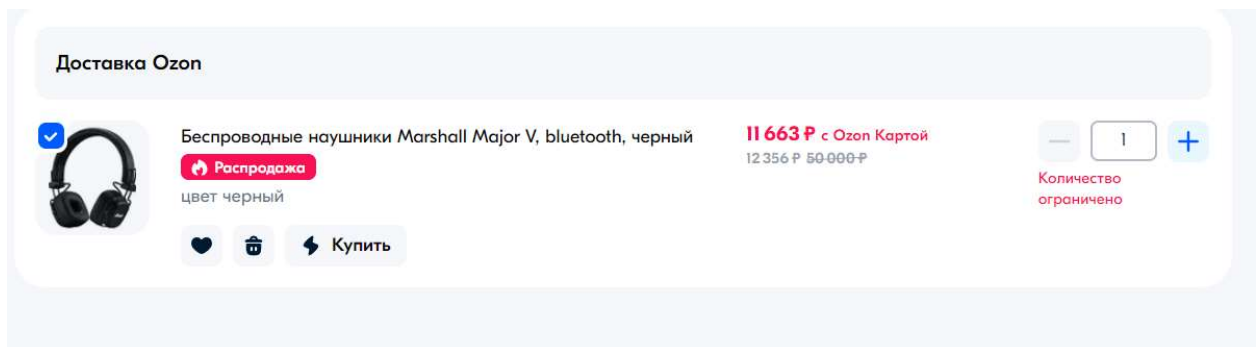 Доставка Ozon
Беспроводные наушники Marshall Major V, bluetooth, черный
Распродажа
цвет черный
Купить
11 663 ₽ с Ozon Картой
12 356 ₽ 50 000 ₽
1
Количество
ограничено